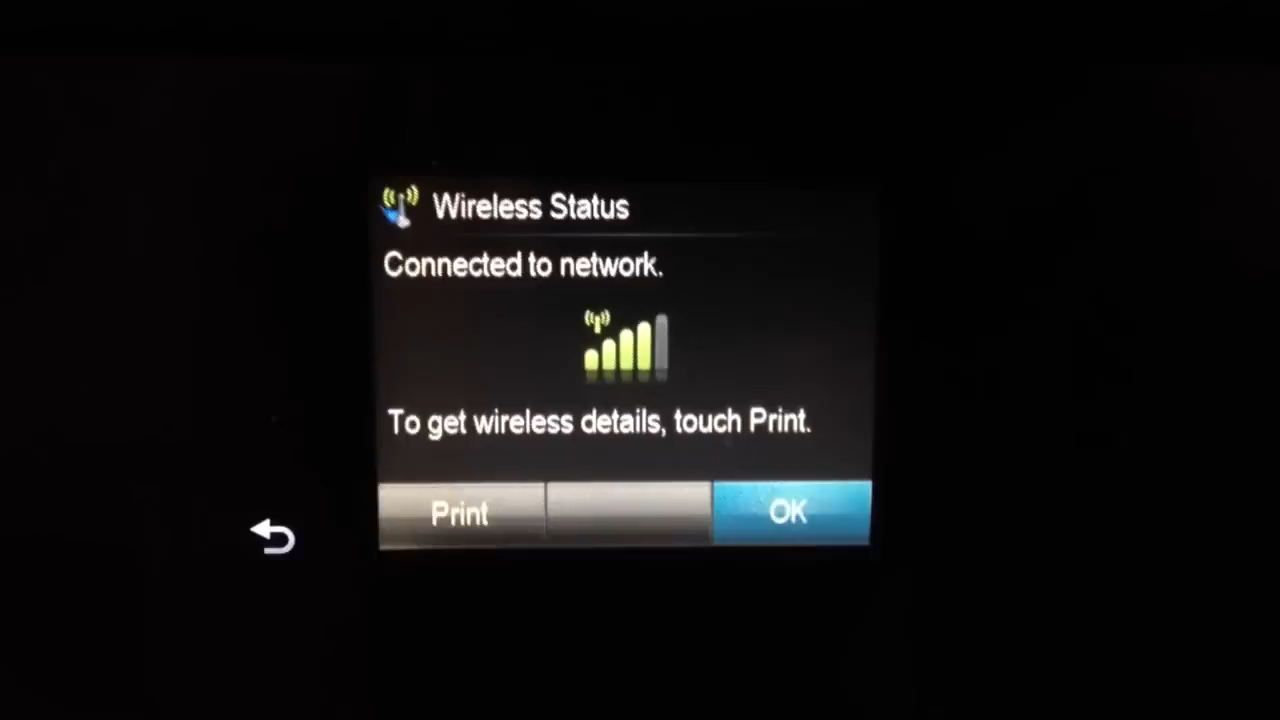 Wireless Status
Connected to network.
To get wireless details, touch Print.
Print
OK